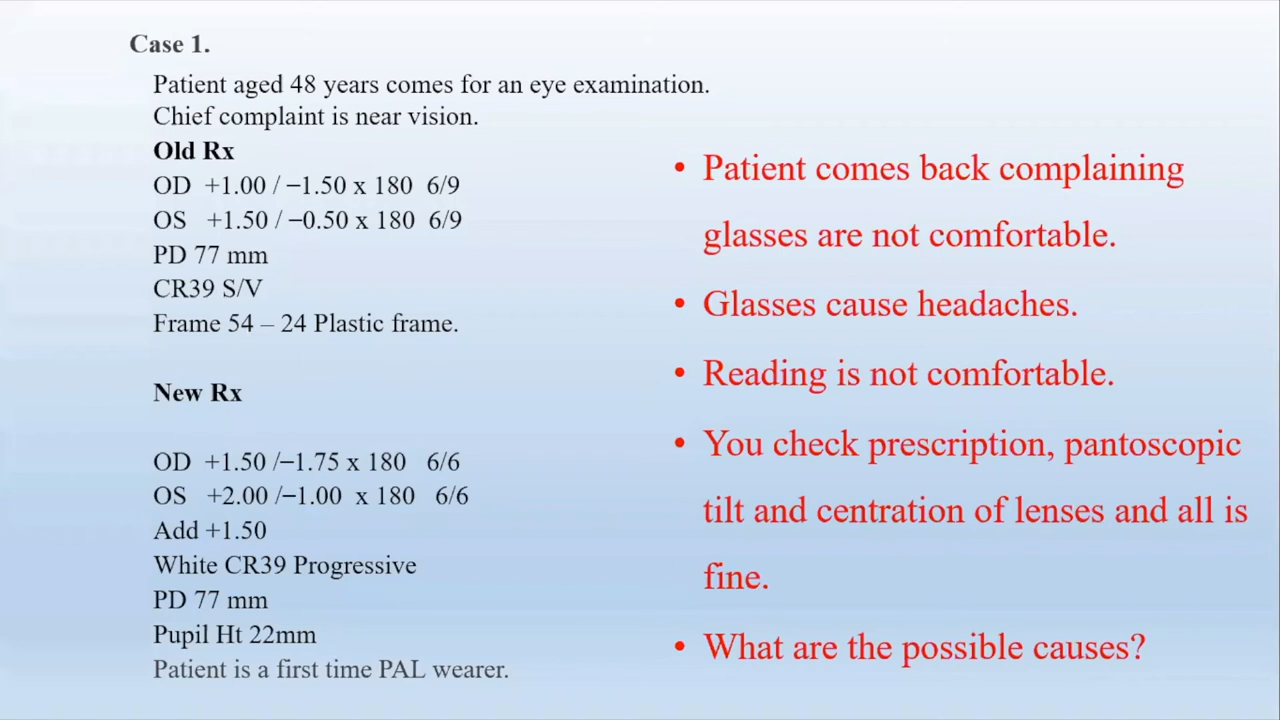 Case 1.
Patient aged 48 years comes for an eye examination.
Chief complaint is near vision.
Old Rx
OD +1.00 / −1.50 x 180 6/9
OS +1.50 / −0.50 x 180 6/9
PD 77 mm
CR39 S/V
Frame 54 – 24 Plastic frame.
New Rx
OD +1.50 /−1.75 x 180 6/6
OS +2.00 /−1.00 x 180 6/6
Add +1.50
White CR39 Progressive
PD 77 mm
Pupil Ht 22mm
Patient is a first time PAL wearer.
• Patient comes back complaining
glasses are not comfortable.
• Glasses cause headaches.
• Reading is not comfortable.
• You check prescription, pantoscopic
tilt and centration of lenses and all is
fine.
• What are the possible causes?